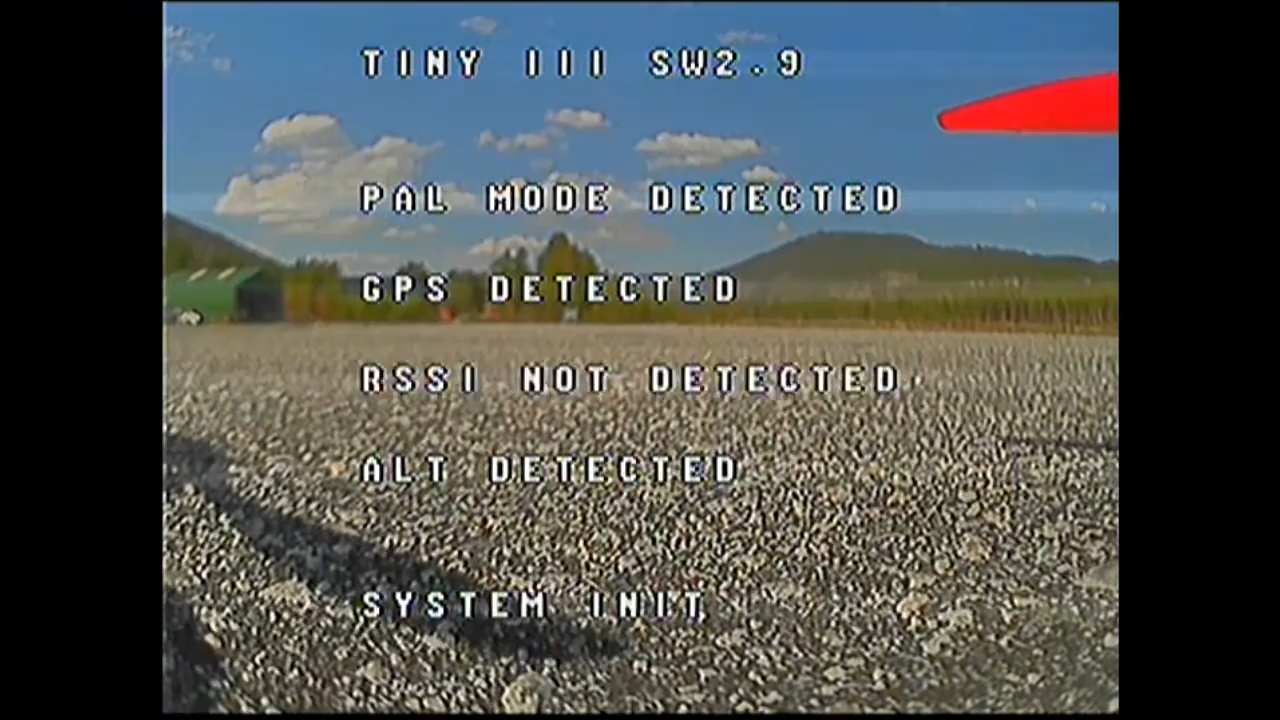 TINY III SW2.9
PAL MODE DETECTED
GPS DETECTED
RSSI NOT DETECTED
ALT DETECTED
SYSTEM INIT